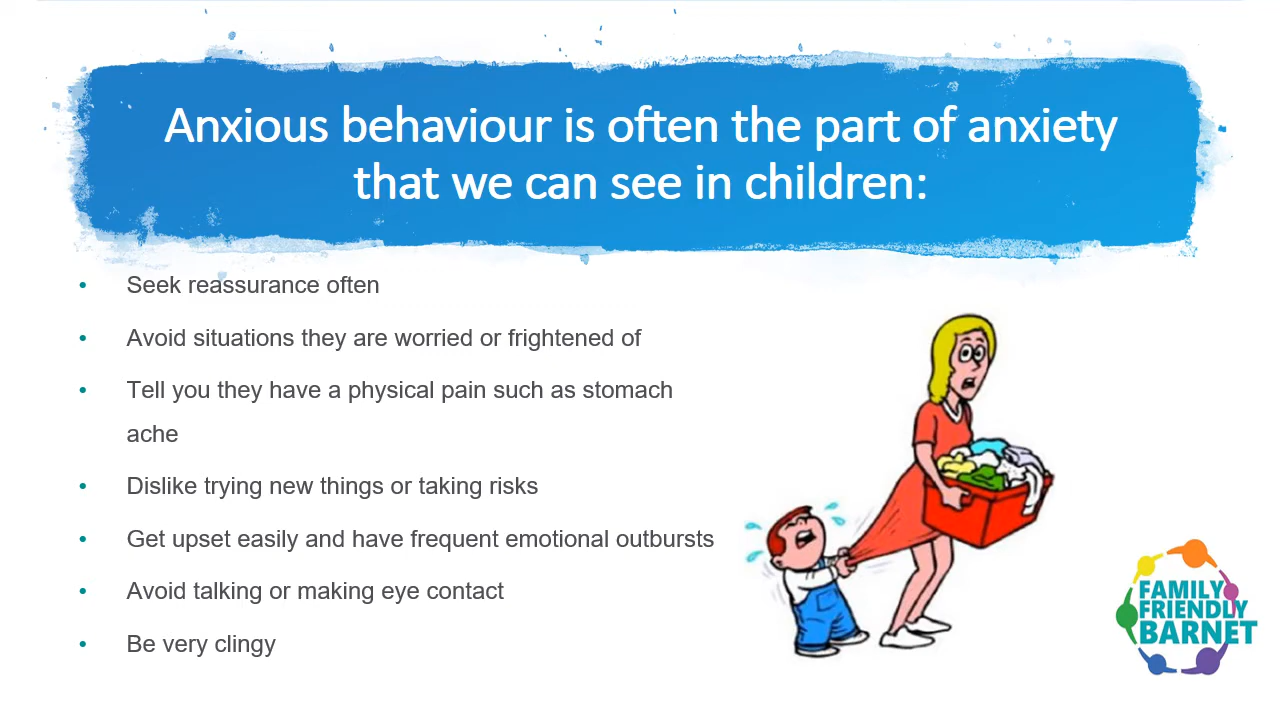 Anxious behaviour is often the part of anxiety
that we can see in children:
• Seek reassurance often
• Avoid situations they are worried or frightened of
• Tell you they have a physical pain such as stomach
ache
• Dislike trying new things or taking risks
• Get upset easily and have frequent emotional outbursts
• Avoid talking or making eye contact
• Be very clingy
FAMILY
FRIENDLY
BARNET